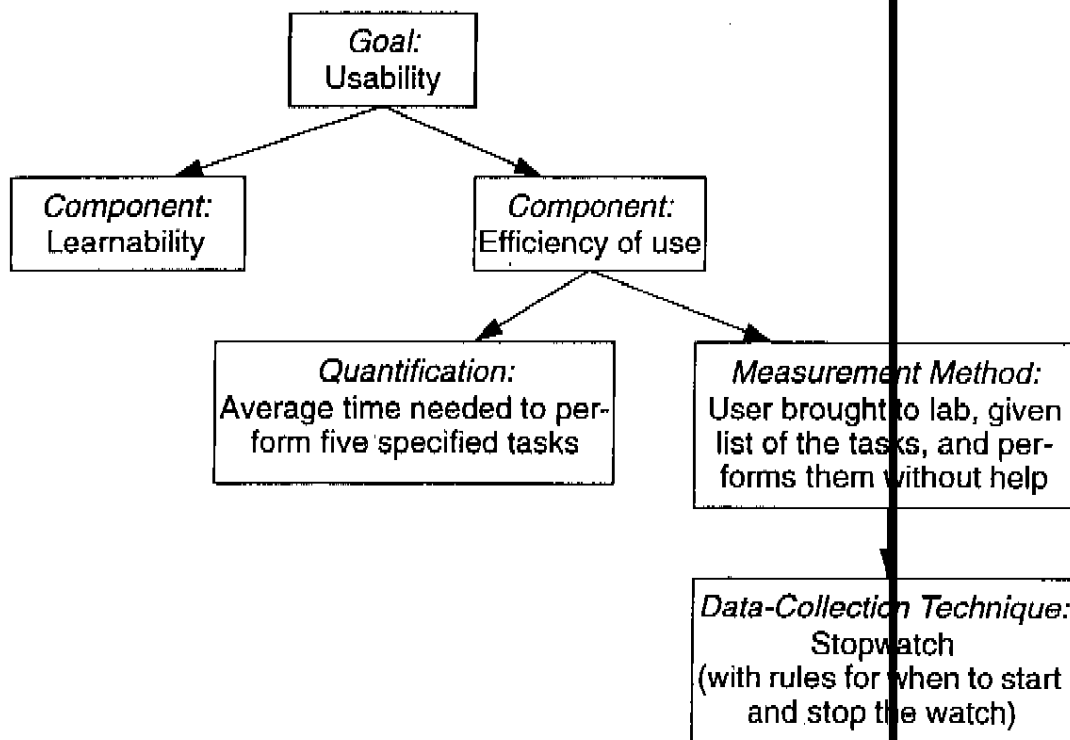 Goal:
Usability
Component:
Learnability
Component:
Efficiency of use
Quantification:
Average time needed to per-
form five specified tasks
Measurement Method:
User brought to lab, given
list of the tasks, and per-
forms them without help
Data-Collection Technique:
Stopwatch
(with rules for when to start
and stop the watch)